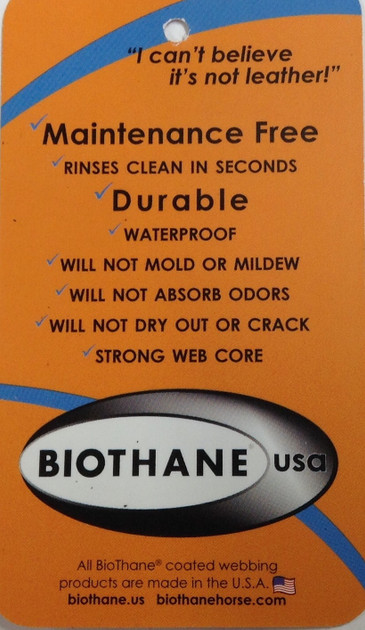 "I can't believe
it's not leather!"
Maintenance Free
RINSES CLEAN IN SECONDS
Durable
WATERPROOF
WILL NOT MOLD OR MILDEW
WILL NOT ABSORB ODORS
WILL NOT DRY OUT OR CRACK
STRONG WEB CORE
BIOTHANE® usa
All BioThane® coated webbing
products are made in the U.S.A.
biothane.us biothanehorse.com